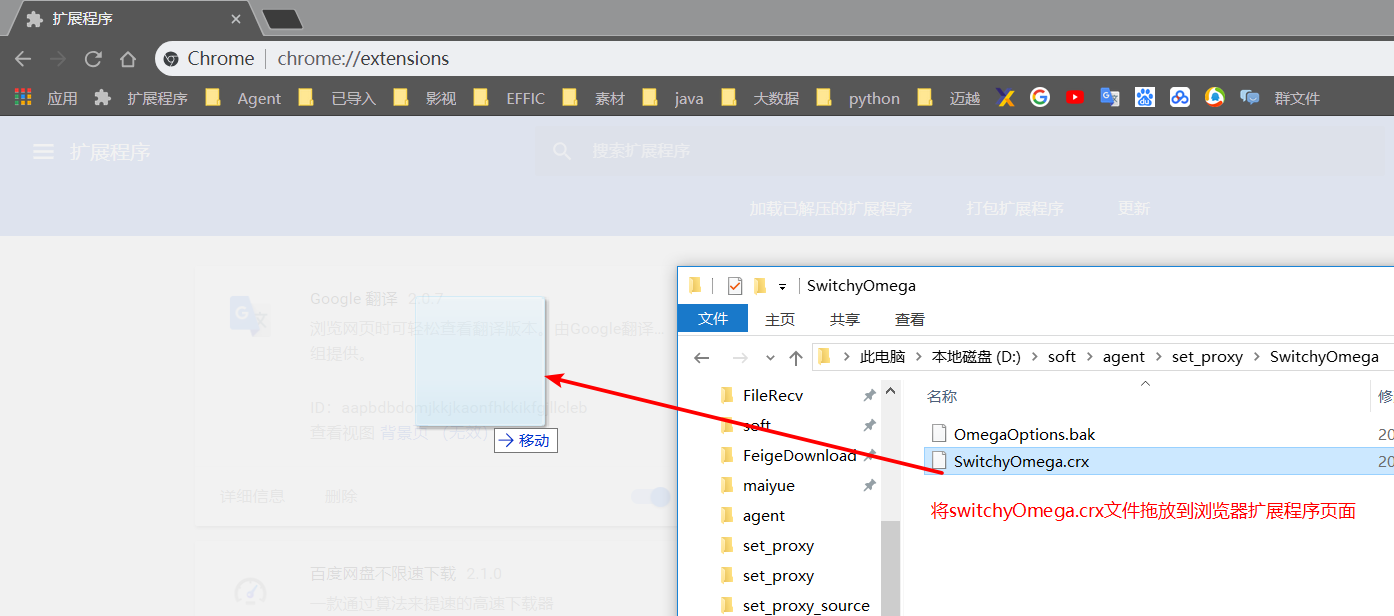 扩展程序
Chrome chrome://extensions
应用 扩展程序 Agent 已导入 影视 EFFIC 素材 java 大数据 python 迈越 群文件
扩展程序 搜索扩展程序
加载已解压的扩展程序 打包扩展程序 更新
Google 翻译 2.0.7
浏览网页时可轻松查看翻译版本。由Google翻译...
组提供。
查看视图 背景页 (无效)
移动
详细信息 删除
百度网盘不限速下载 2.1.0
一款通过算法来提速的高速下载器
SwitchyOmega
文件 主页 共享 查看
此电脑 > 本地磁盘 (D:) > soft > agent > set_proxy > SwitchyOmega
FileRecv
soft
FeigeDownload
maiyue
agent
set_proxy
set_proxy
set_proxy_source
名称 修
OmegaOptions.bak 20
SwitchyOmega.crx 20
将switchyOmega.crx文件拖放到浏览器扩展程序页面